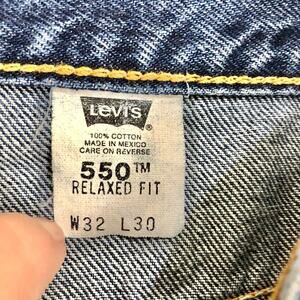 LEVI'S®
100% COTTON
MADE IN MEXICO
CARE ON REVERSE
550™
RELAXED FIT
W32 L30